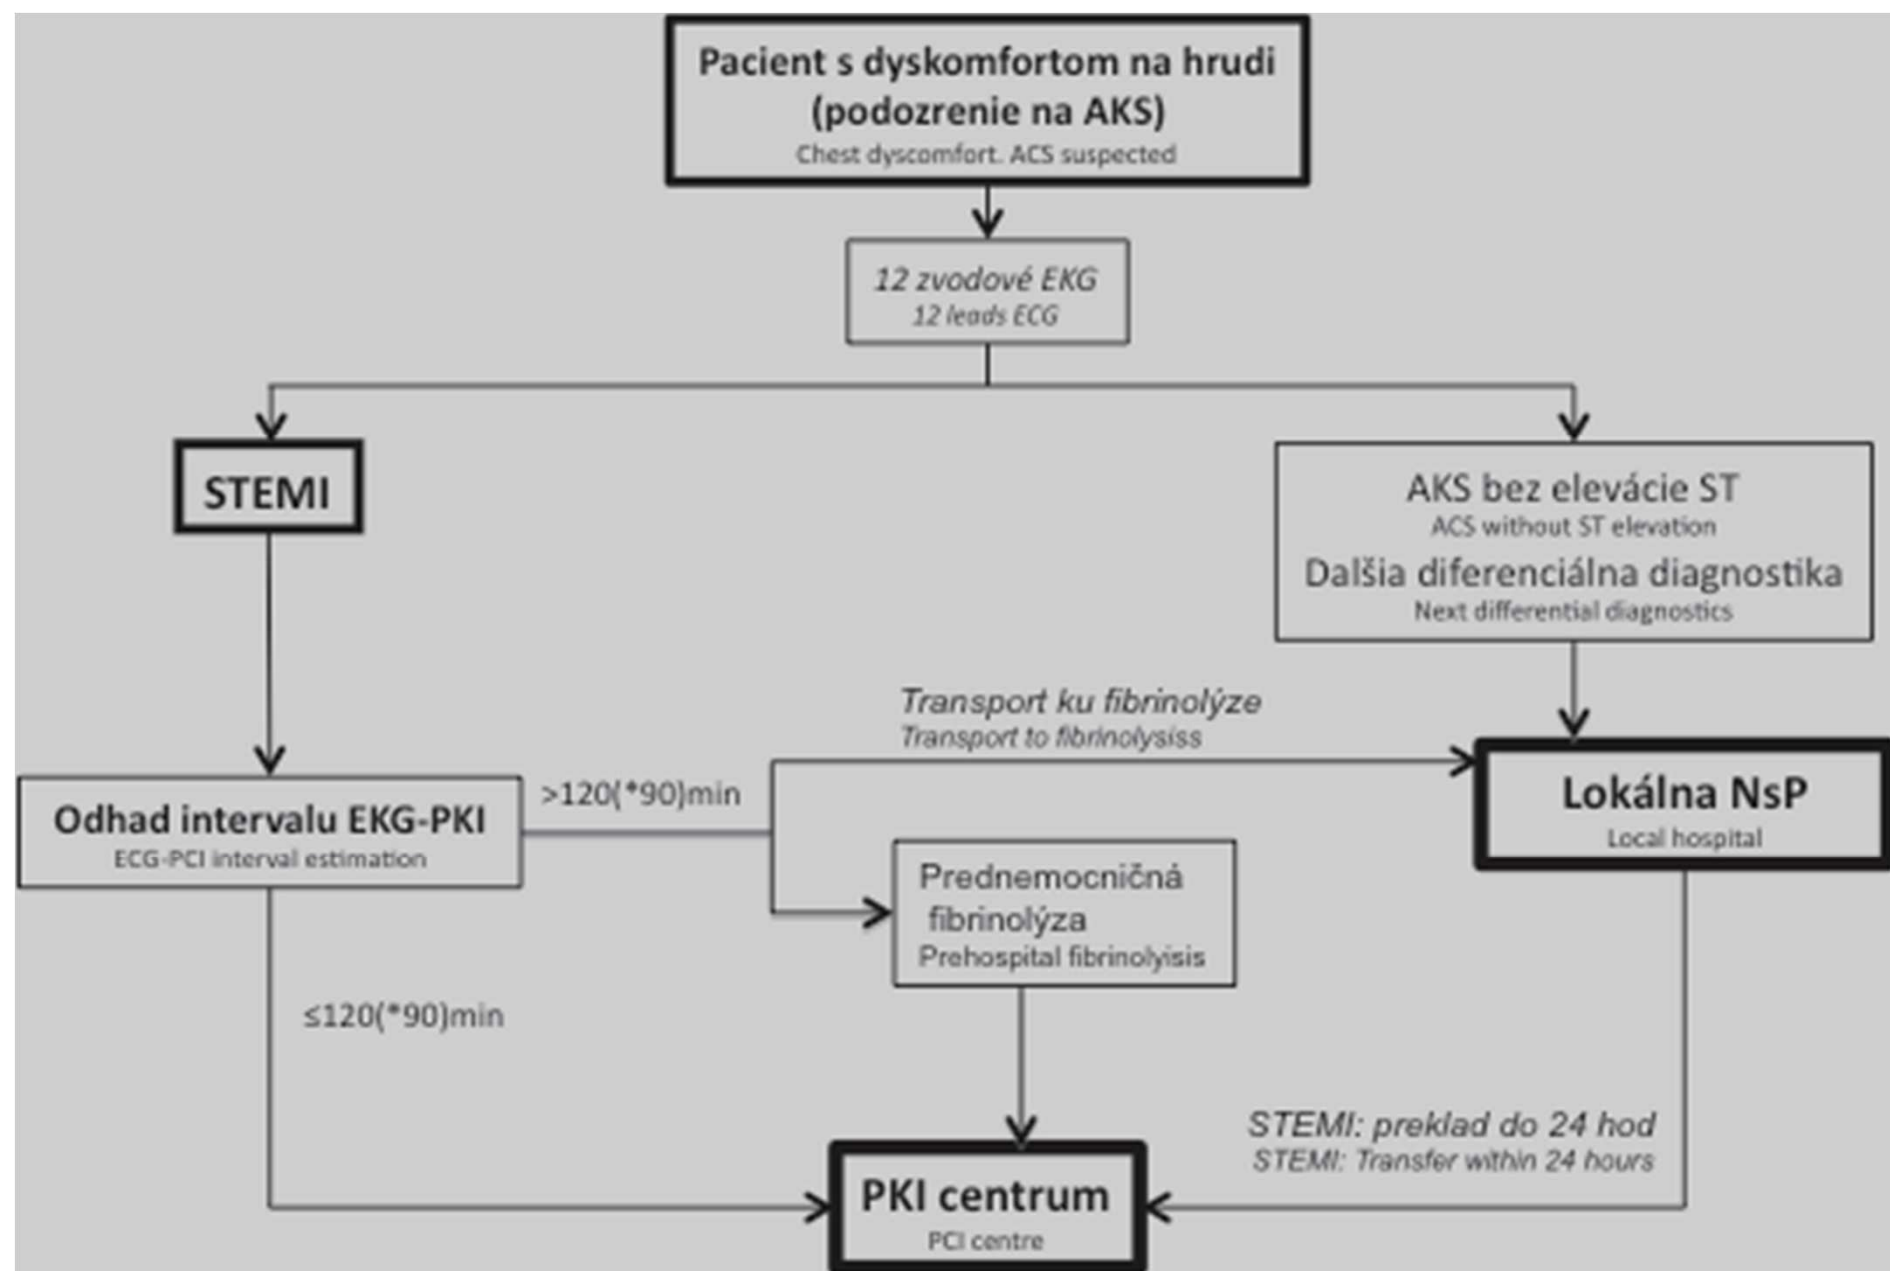 Pacient s dyskomfortom na hrudi
(podozrenie na AKS)
Chest dyscomfort. ACS suspected
12 zvodové EKG
12 leads ECG
STEMI
AKS bez elevácie ST
ACS without ST elevation
Dalšia diferenciálna diagnostika
Next differential diagnostics
Transport ku fibrinolýze
Transport to fibrinolysiss
Odhad intervalu EKG-PKI
ECG-PCI interval estimation
>120(*90)min
Lokálna NsP
Local hospital
Prednemocničná
fibrinolýza
Prehospital fibrinolyisis
≤120(*90)min
STEMI: preklad do 24 hod
STEMI: Transfer within 24 hours
PKI centrum
PCI centre